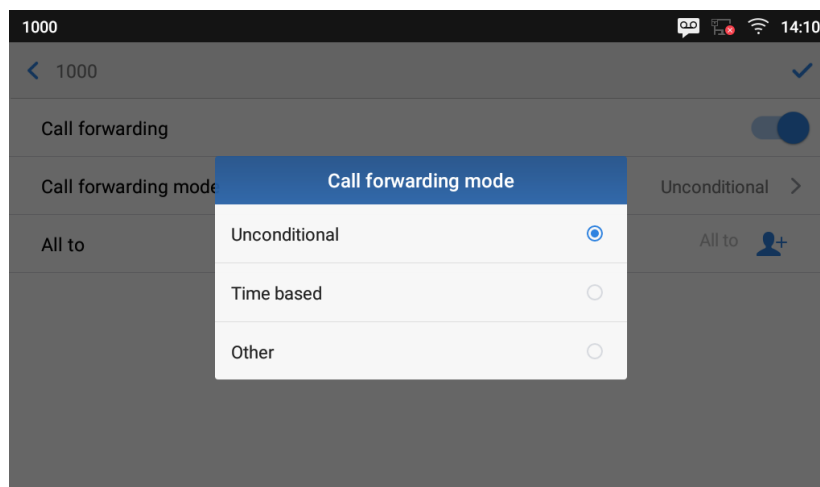 1000 14:10
1000
Call forwarding
Call forwarding mode Unconditional
All to All to
Call forwarding mode
Unconditional
Time based
Other